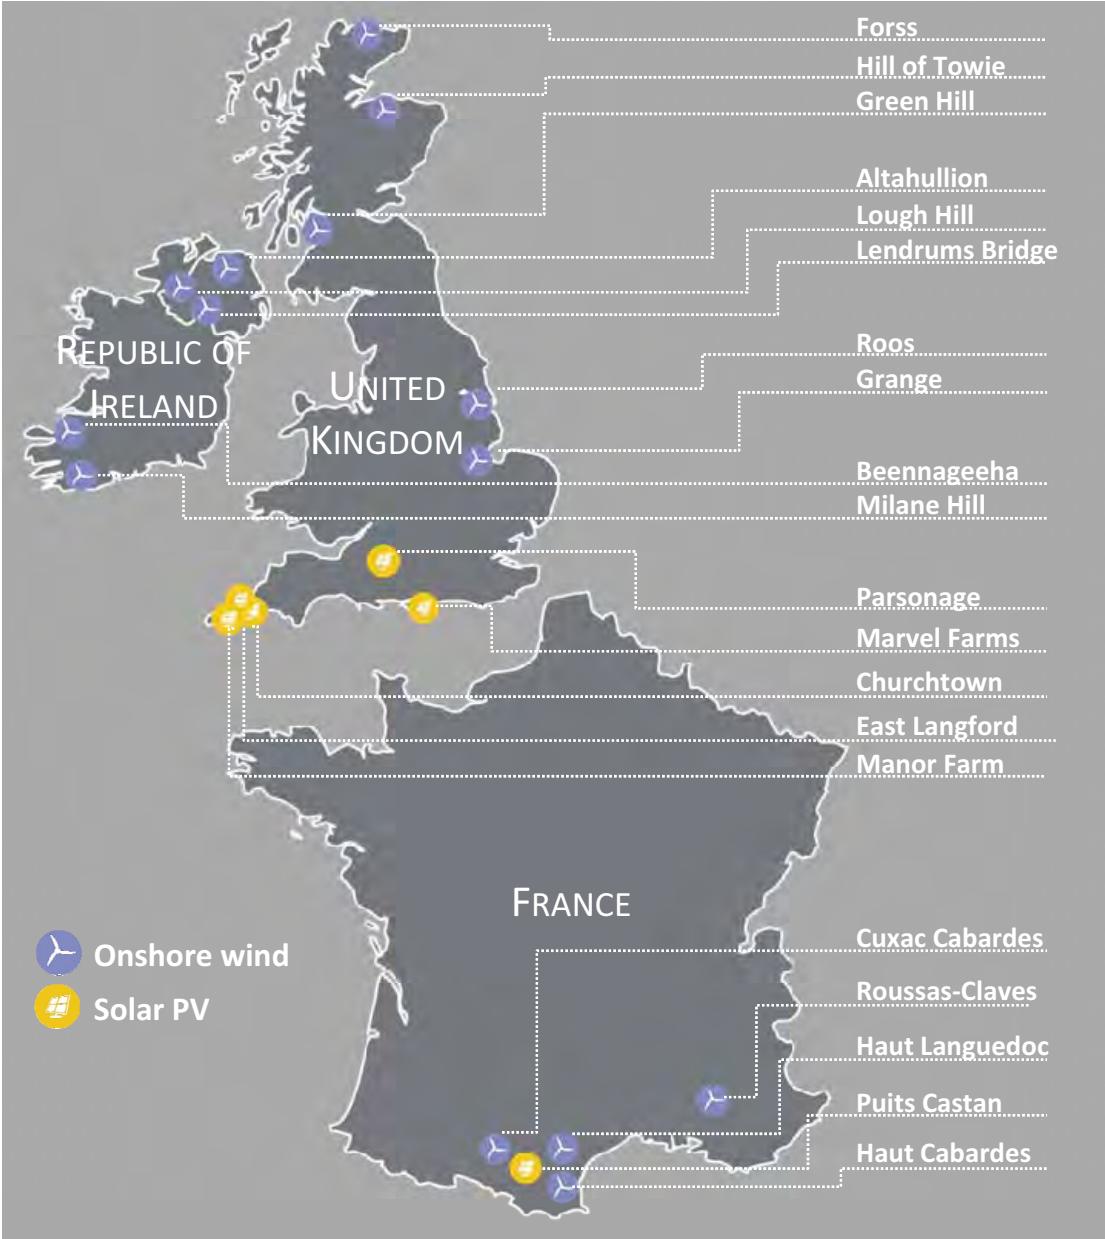 Forss
Hill of Towie
Green Hill
Altahullion
Lough Hill
Lendrums Bridge
REPUBLIC OF
IRELAND
UNITED
KINGDOM
Roos
Grange
Beennageeha
Milane Hill
Parsonage
Marvel Farms
Churchtown
East Langford
Manor Farm
FRANCE
Onshore wind
Solar PV
Cuxac Cabardes
Roussas-Claves
Haut Languedoc
Puits Castan
Haut Cabardes